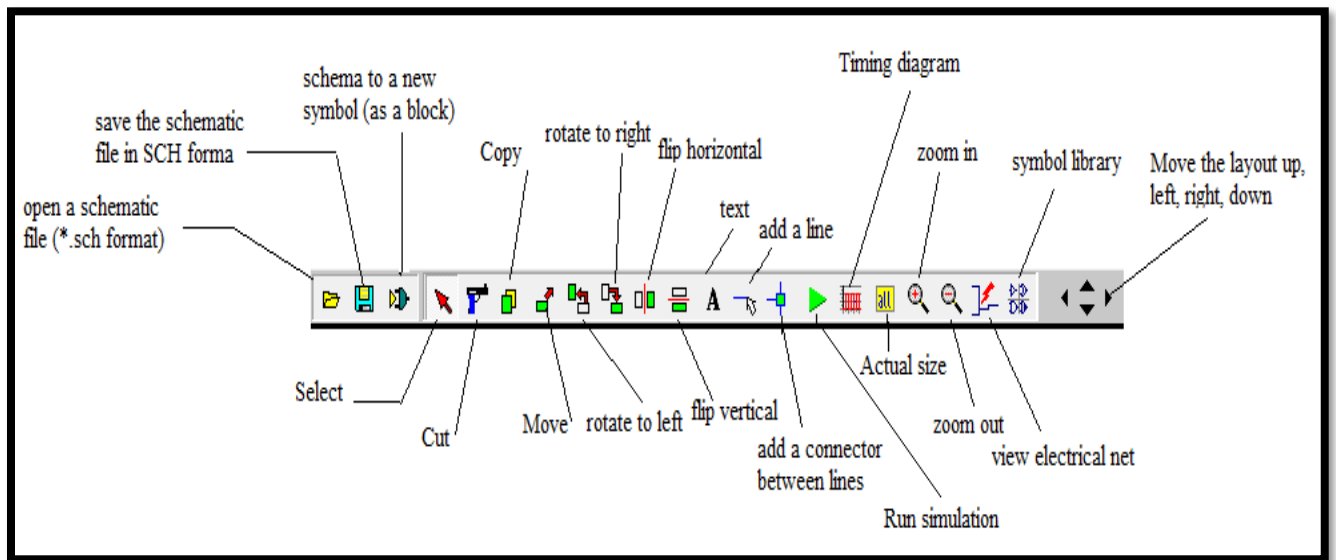 Timing diagram
schema to a new
symbol (as a block)
save the schematic
file in SCH forma
rotate to right
Copy
flip horizontal
zoom in
symbol library
Move the layout up,
left, right, down
open a schematic
file (*.sch format)
text
add a line
A
all
Select
Cut
Move
rotate to left
flip vertical
Actual size
add a connector
between lines
zoom out
view electrical net
Run simulation